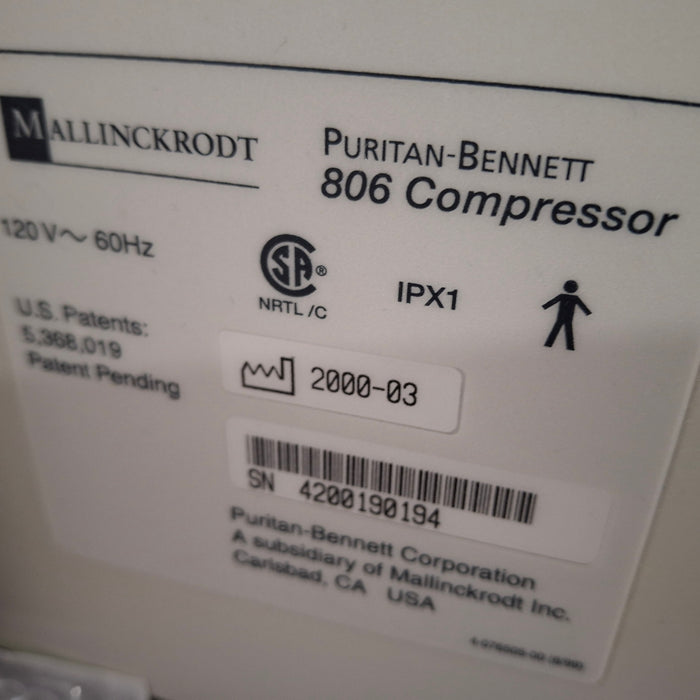 MALLINCKRODT
PURITAN-BENNETT
806 Compressor
120 V~ 60Hz
SA®
NRTL /C
IPX1
U.S. Patents:
5,368,019
Patent Pending
2000-03
SN 4200190194
Puritan-Bennett Corporation
A subsidiary of Mallinckrodt Inc.
Carlsbad, CA USA